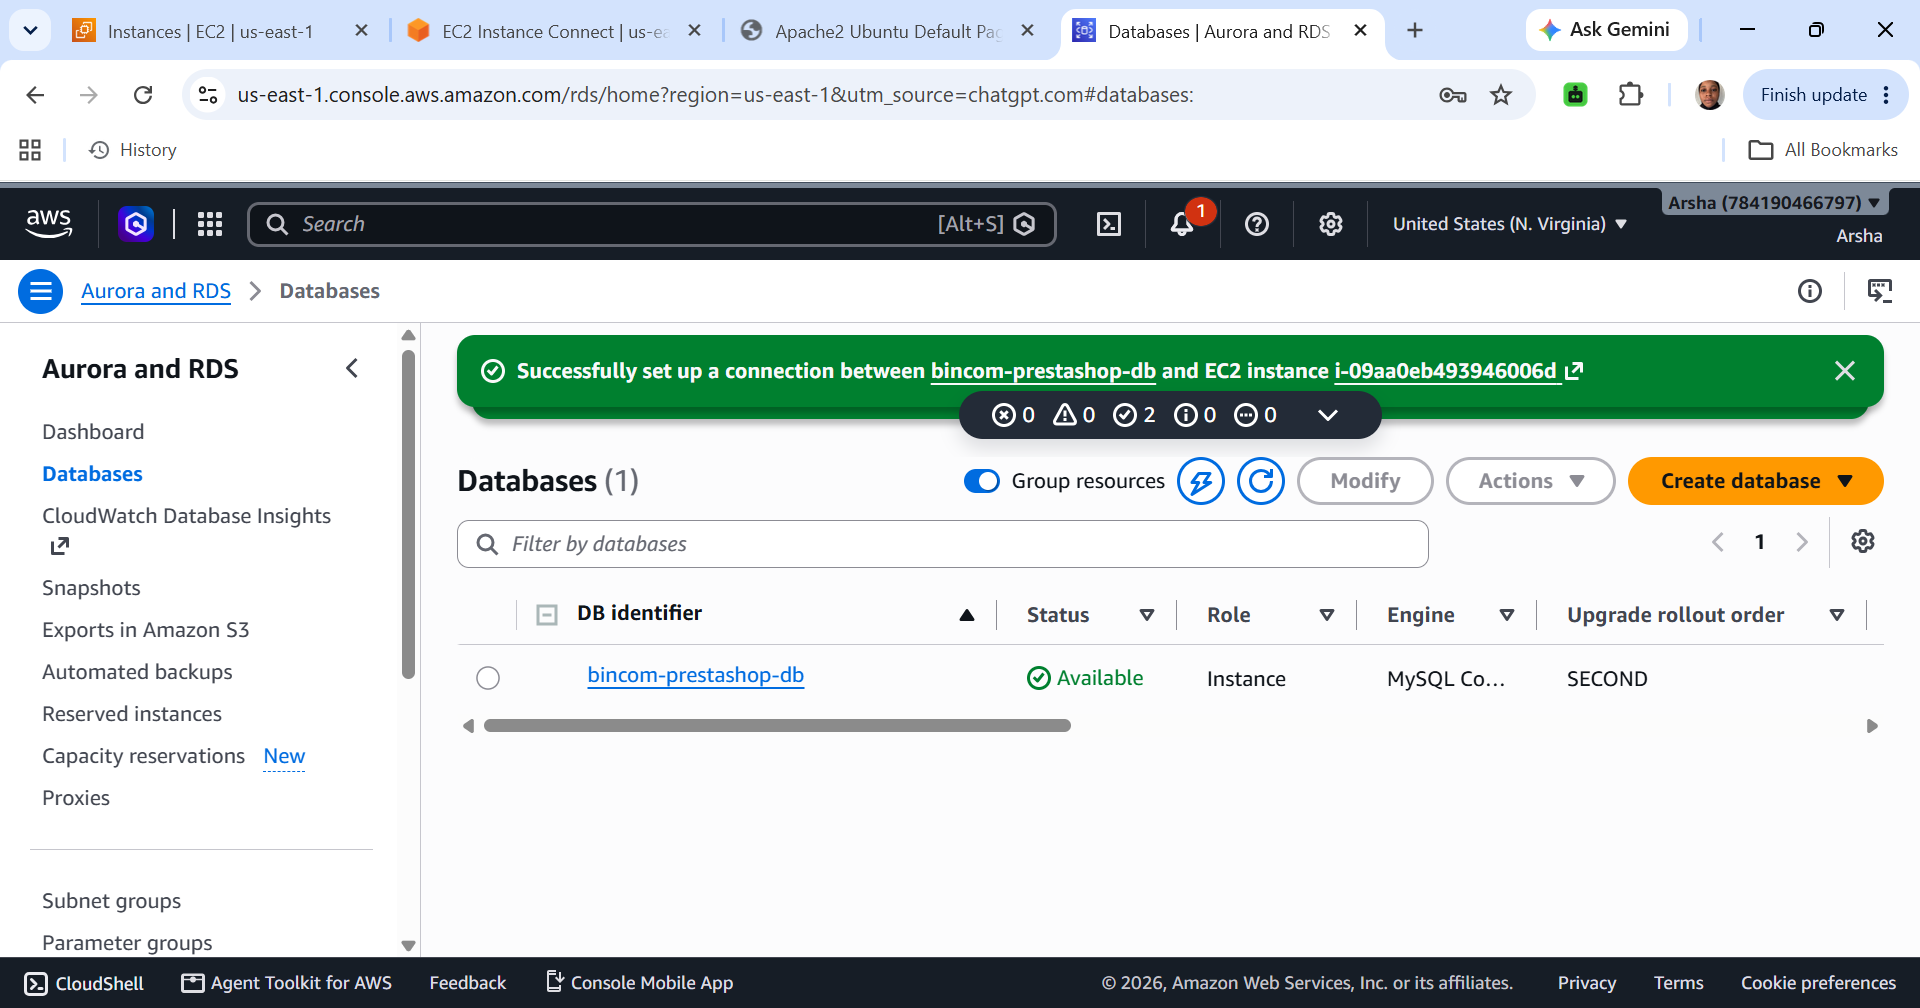 Instances | EC2 | us-east-1
EC2 Instance Connect | us-ea
Apache2 Ubuntu Default Pag
Databases | Aurora and RDS
Ask Gemini
us-east-1.console.aws.amazon.com/rds/home?region=us-east-1&utm_source=chatgpt.com#databases:
Finish update
History
All Bookmarks
aws
Search
[Alt+S]
1
United States (N. Virginia)
Arsha (784190466797)
Arsha
Aurora and RDS
Databases
Aurora and RDS
Dashboard
Databases
CloudWatch Database Insights
Snapshots
Exports in Amazon S3
Automated backups
Reserved instances
Capacity reservations New
Proxies
Subnet groups
Parameter groups
Successfully set up a connection between bincom-prestashop-db and EC2 instance i-09aa0eb493946006d
0 0 2 0 0
Databases (1)
Group resources
Modify
Actions
Create database
Filter by databases
1
DB identifier Status Role Engine Upgrade rollout order
bincom-prestashop-db Available Instance MySQL Co... SECOND
CloudShell
Agent Toolkit for AWS
Feedback
Console Mobile App
© 2026, Amazon Web Services, Inc. or its affiliates.
Privacy
Terms
Cookie preferences